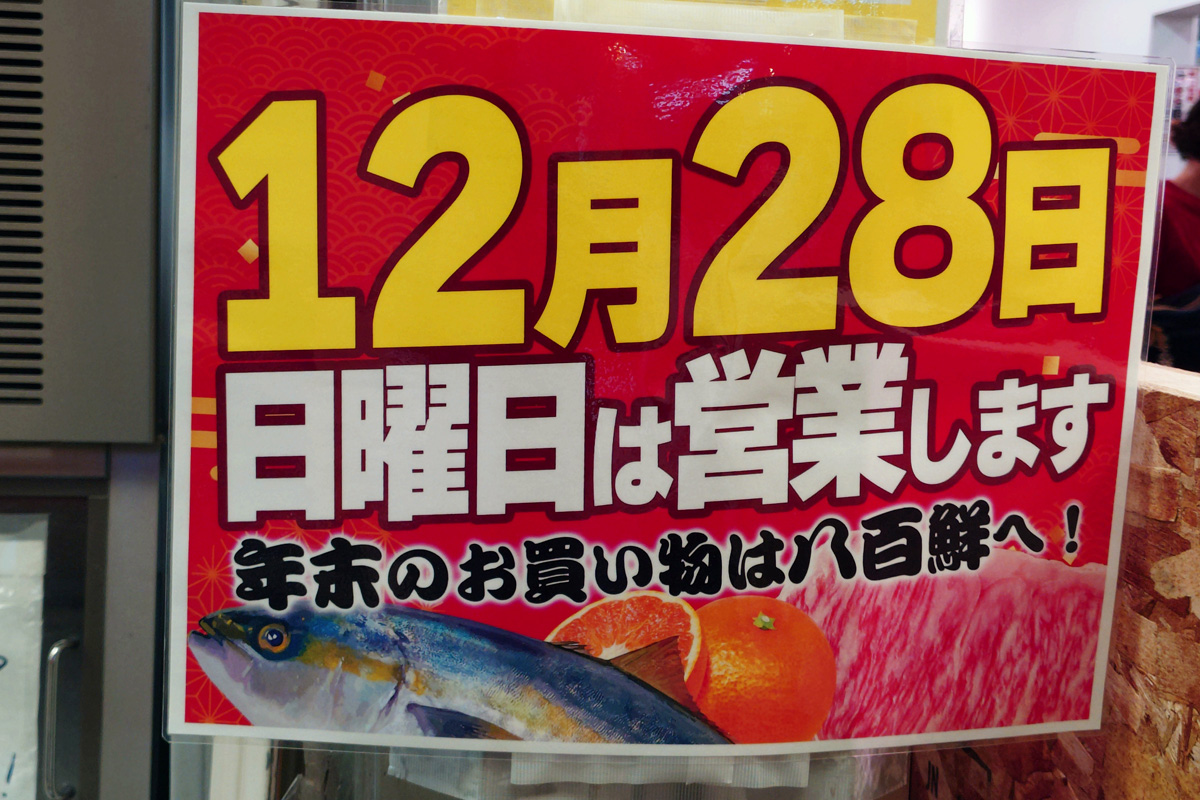 12月28日
日曜日は営業します
年末のお買い物は八百鮮へ！